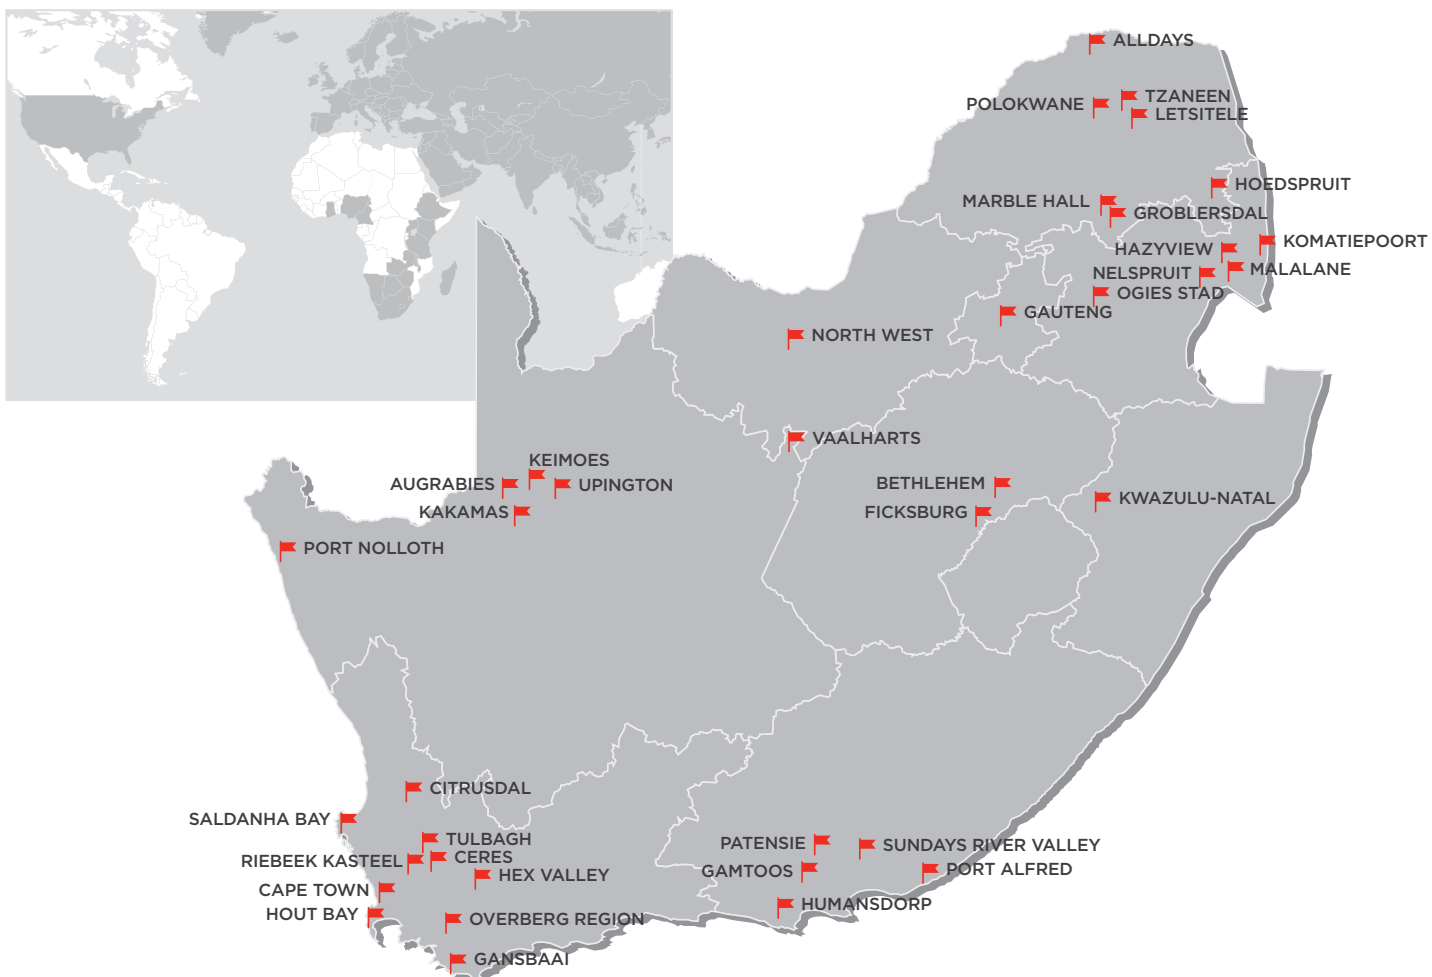 ALLDAYS
TZANEEN
POLOKWANE
LETSITELE
HOEDSPRUIT
MARBLE HALL
GROBLERSDAL
KOMATIEPOORT
HAZYVIEW
MALALANE
NELSPRUIT
OGIES STAD
GAUTENG
NORTH WEST
VAALHARTS
KEIMOES
AUGRABIES
UPINGTON
BETHLEHEM
KWAZULU-NATAL
KAKAMAS
FICKSBURG
PORT NOLLOTH
CITRUSDAL
SALDANHA BAY
TULBAGH
PATENSIE
SUNDAYS RIVER VALLEY
RIEBEEK KASTEEL
CERES
GAMTOOS
PORT ALFRED
HEX VALLEY
CAPE TOWN
HUMANSDORP
HOUT BAY
OVERBERG REGION
GANSBAAI